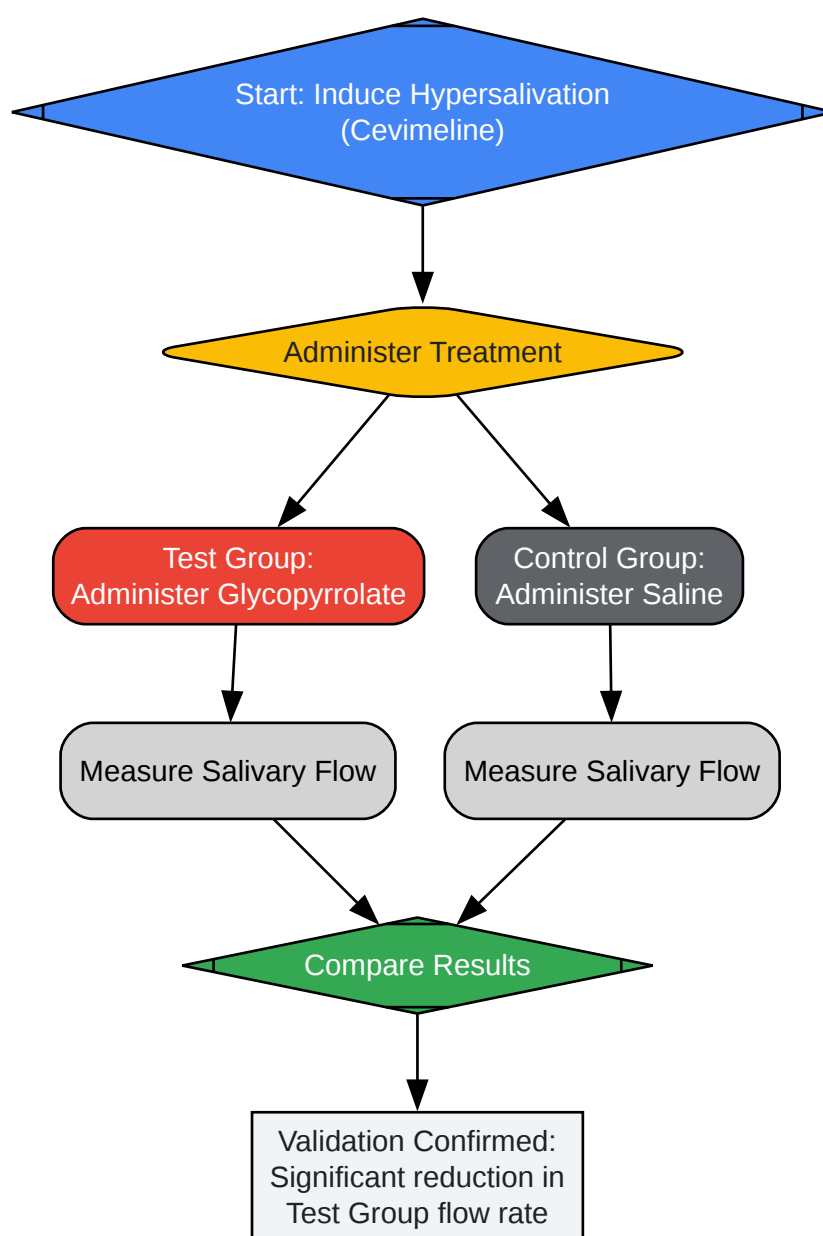 Start: Induce Hypersalivation
(Cevimeline)
Administer Treatment
Test Group:
Administer Glycopyrrolate
Control Group:
Administer Saline
Measure Salivary Flow
Measure Salivary Flow
Compare Results
Validation Confirmed:
Significant reduction in
Test Group flow rate